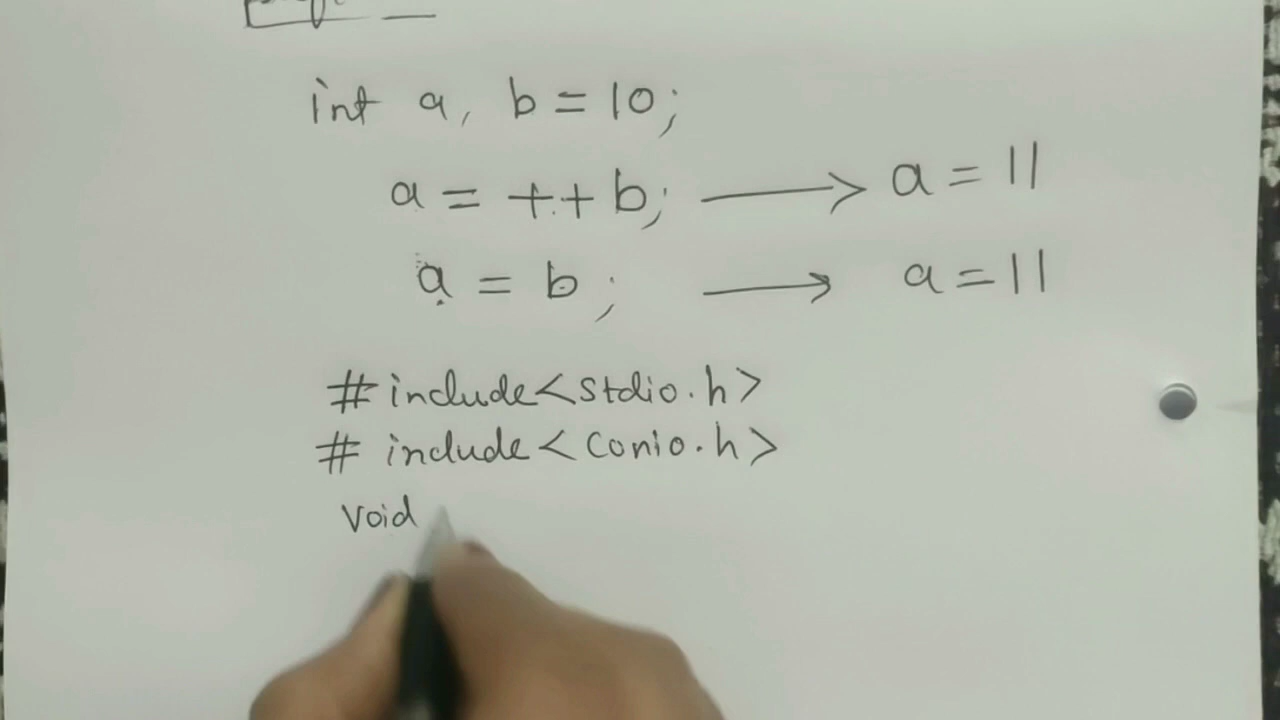 int a, b = 10;
a = ++b; ⟶ a = 11
a = b; ⟶ a = 11
# include<stdio.h>
# include<conio.h>
void